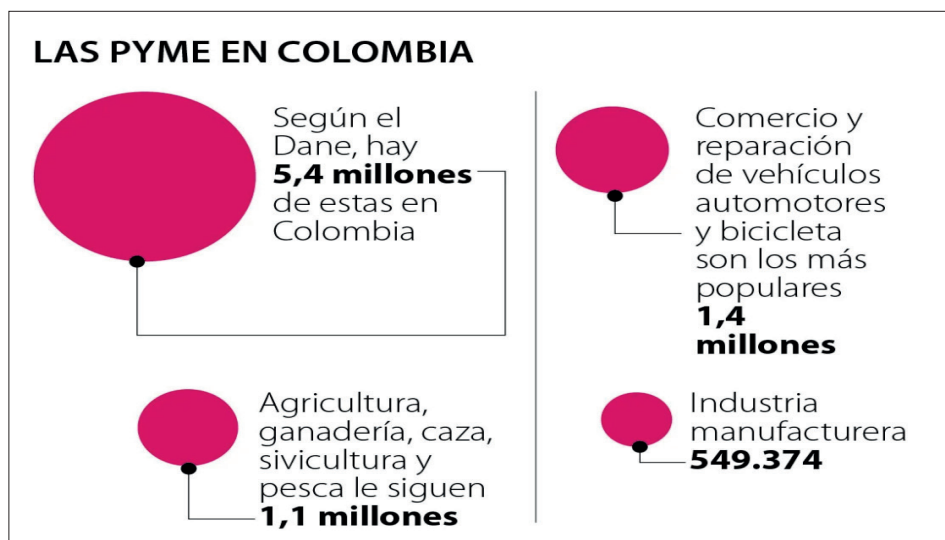 LAS PYME EN COLOMBIA
Según el
Dane, hay
5,4 millones
de estas en
Colombia
Comercio y
reparación
de vehículos
automotores
y bicicleta
son los más
populares
1,4
millones
Agricultura,
ganadería, caza,
sivicultura y
pesca le siguen
1,1 millones
Industria
manufacturera
549.374